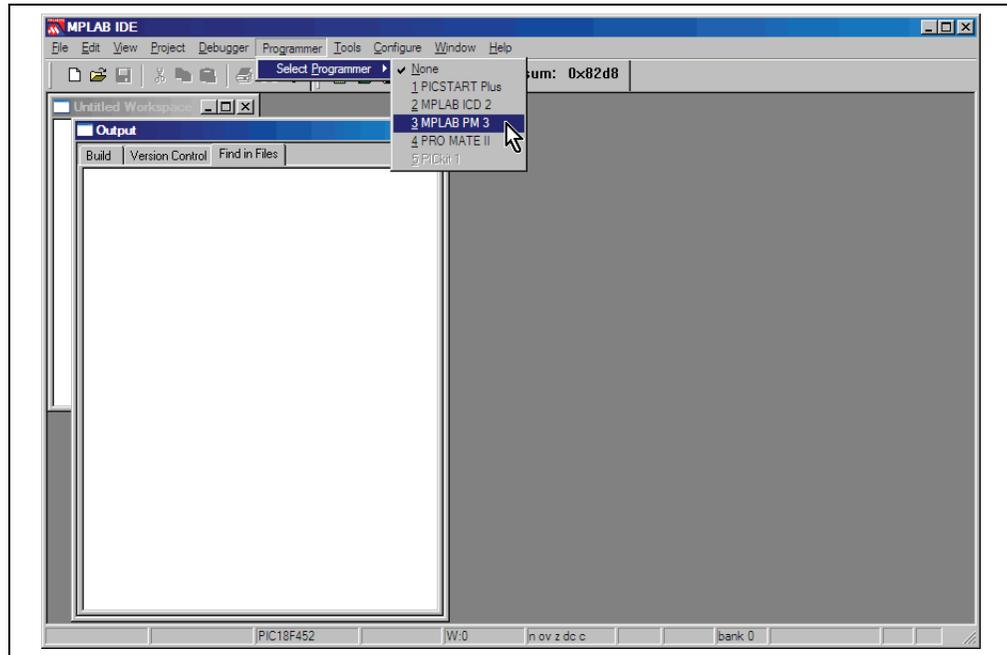 MPLAB IDE
File Edit View Project Debugger Programmer Tools Configure Window Help
Select Programmer
None
1 PICSTART Plus
2 MPLAB ICD 2
3 MPLAB PM 3
4 PRO MATE II
5 PICkit 1
sum: 0x82d8
Untitled Workspace
Output
Build Version Control Find in Files
PIC18F452 W:0 n ov z dc c bank 0